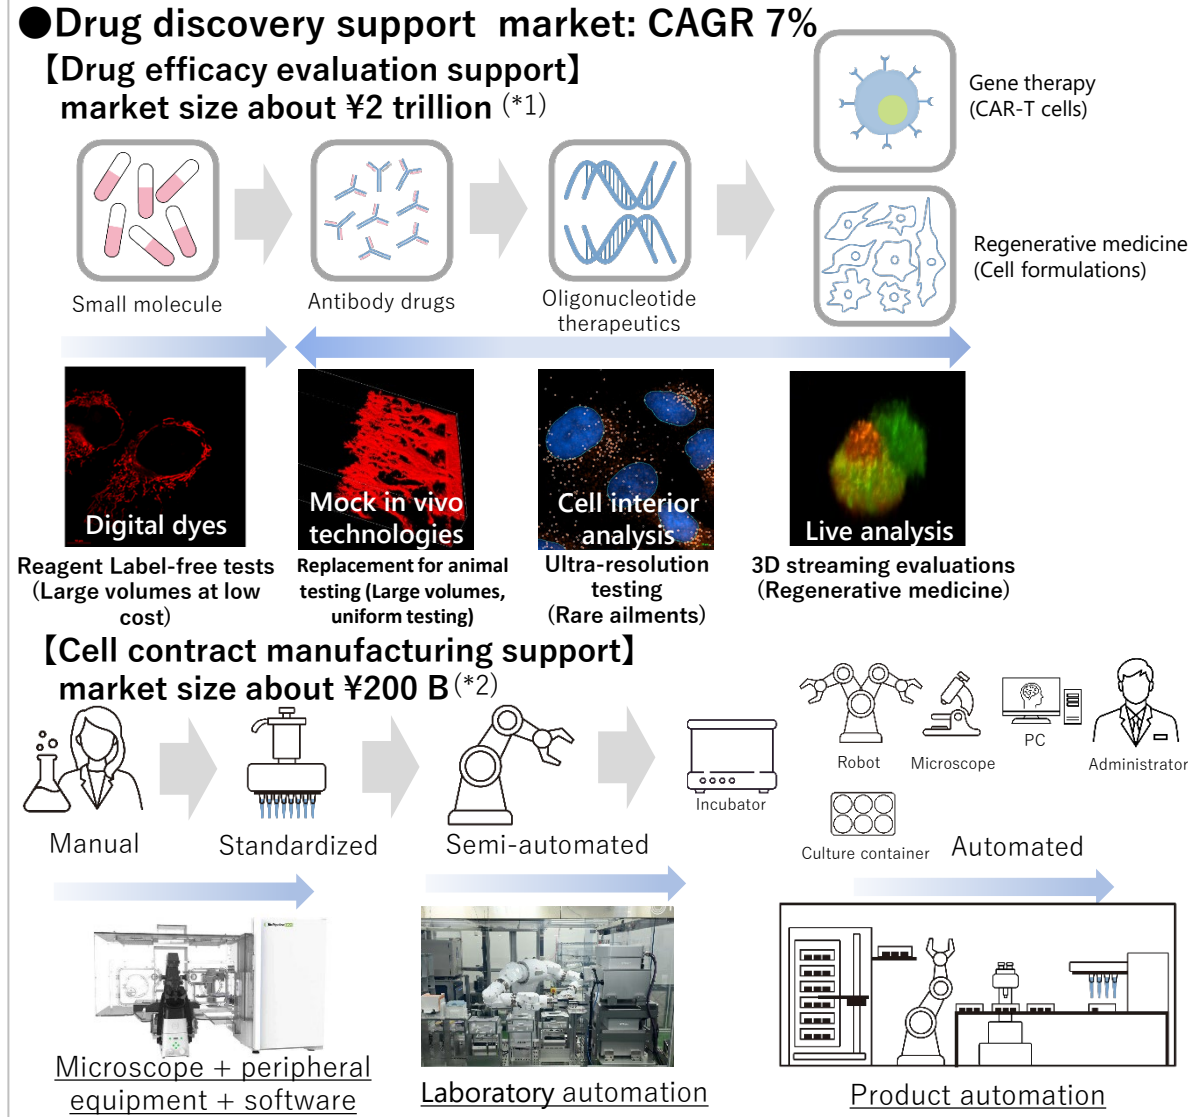 ●Drug discovery support market: CAGR 7%
【Drug efficacy evaluation support】
market size about ¥2 trillion (*1)
Gene therapy
(CAR-T cells)
Regenerative medicine
(Cell formulations)
Small molecule
Antibody drugs
Oligonucleotide
therapeutics
Digital dyes
Mock in vivo
technologies
Cell interior
analysis
Live analysis
Reagent Label-free tests
(Large volumes at low
cost)
Replacement for animal
testing (Large volumes,
uniform testing)
Ultra-resolution
testing
(Rare ailments)
3D streaming evaluations
(Regenerative medicine)
【Cell contract manufacturing support】
market size about ¥200 B (*2)
Manual
Standardized
Semi-automated
Incubator
Robot
Microscope
PC
Administrator
Culture container
Automated
Microscope + peripheral
equipment + software
Laboratory automation
Product automation